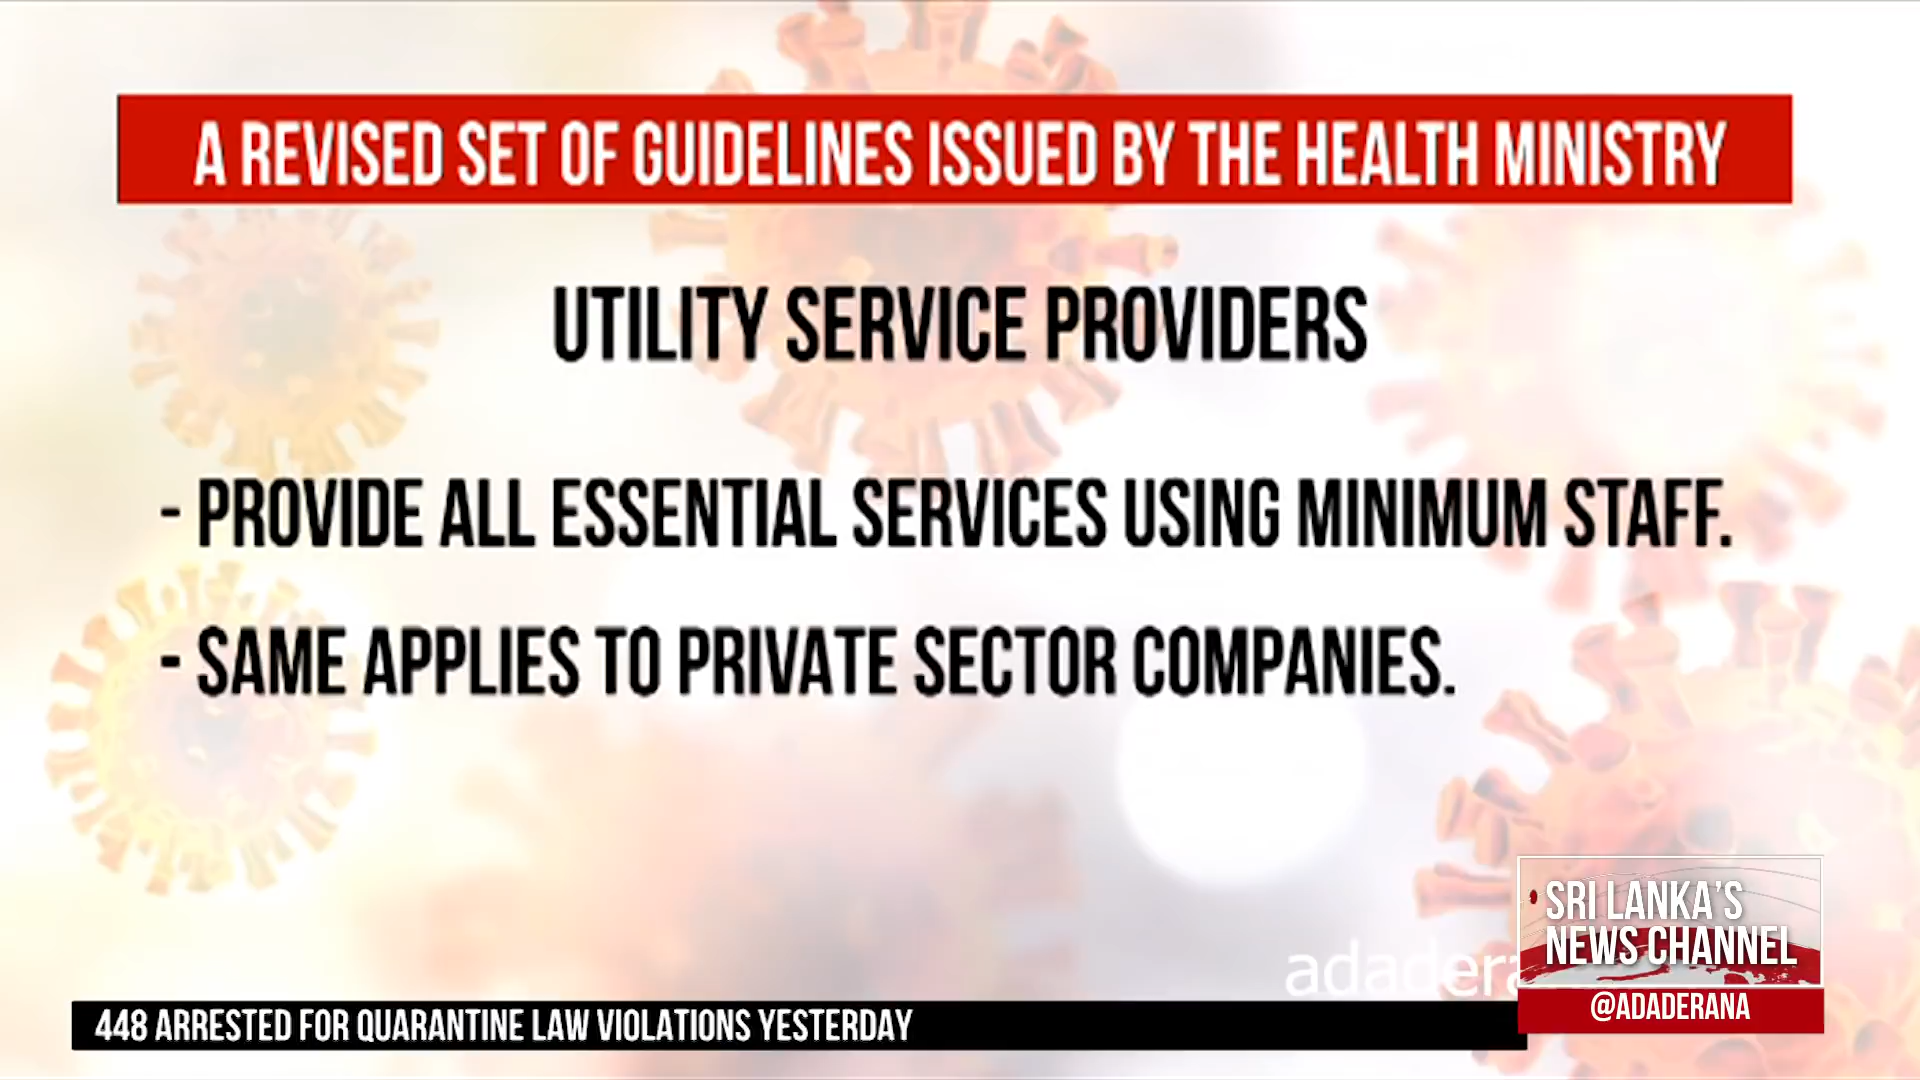 A REVISED SET OF GUIDELINES ISSUED BY THE HEALTH MINISTRY
UTILITY SERVICE PROVIDERS
- PROVIDE ALL ESSENTIAL SERVICES USING MINIMUM STAFF.
- SAME APPLIES TO PRIVATE SECTOR COMPANIES.
SRI LANKA'S
NEWS CHANNEL
@ADADERANA
448 ARRESTED FOR QUARANTINE LAW VIOLATIONS YESTERDAY